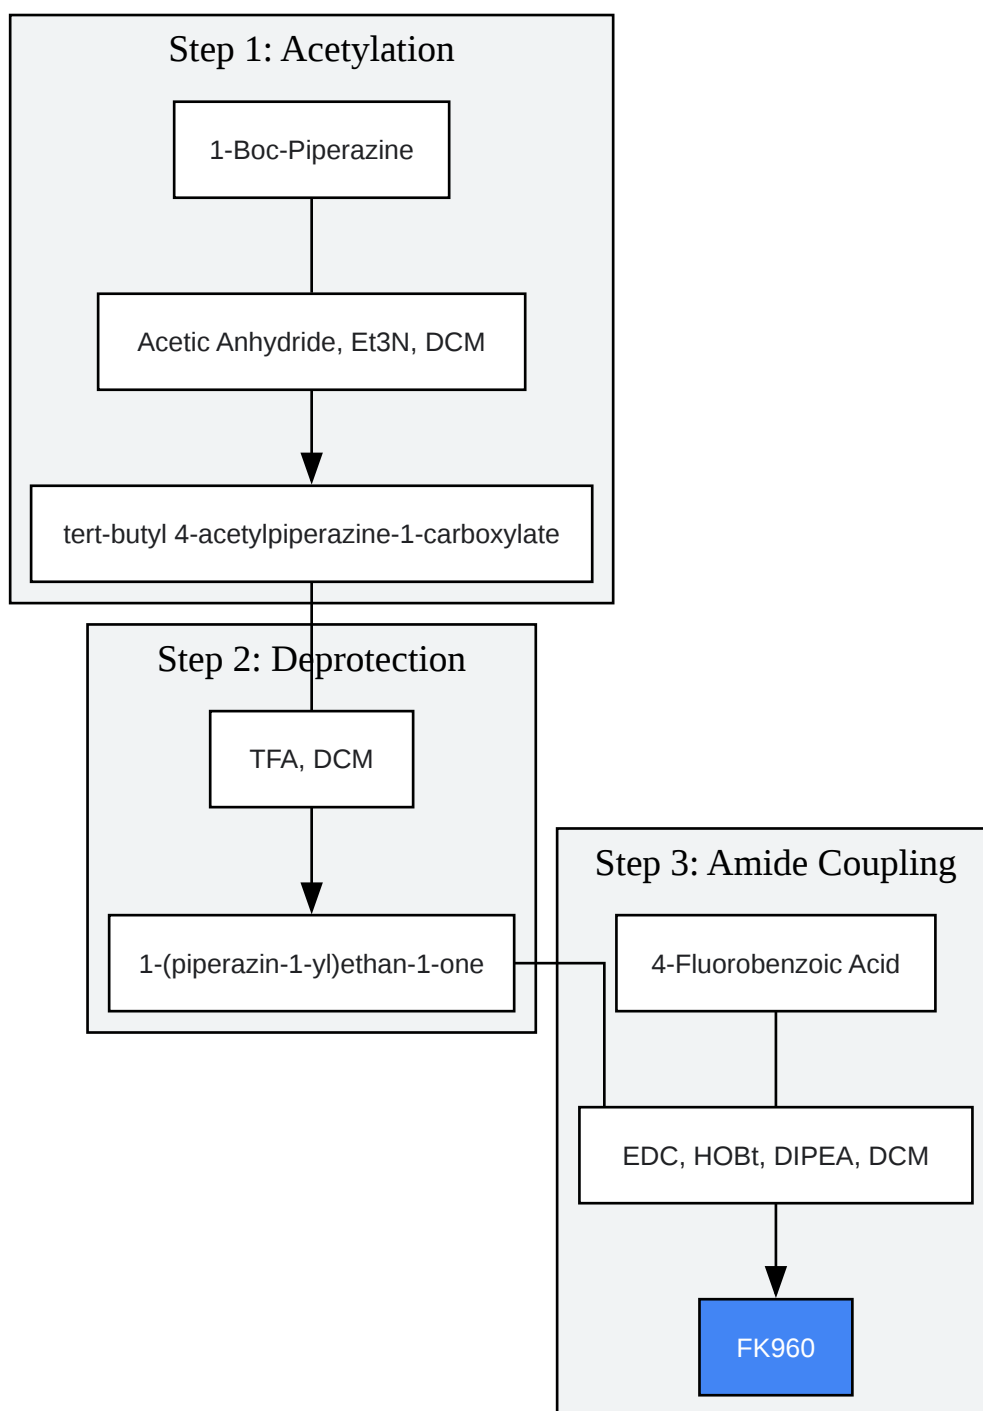 Step 1: Acetylation
1-Boc-Piperazine
Acetic Anhydride, Et3N, DCM
tert-butyl 4-acetylpiperazine-1-carboxylate
Step 2: Deprotection
TFA, DCM
1-(piperazin-1-yl)ethan-1-one
Step 3: Amide Coupling
4-Fluorobenzoic Acid
EDC, HOBt, DIPEA, DCM
FK960